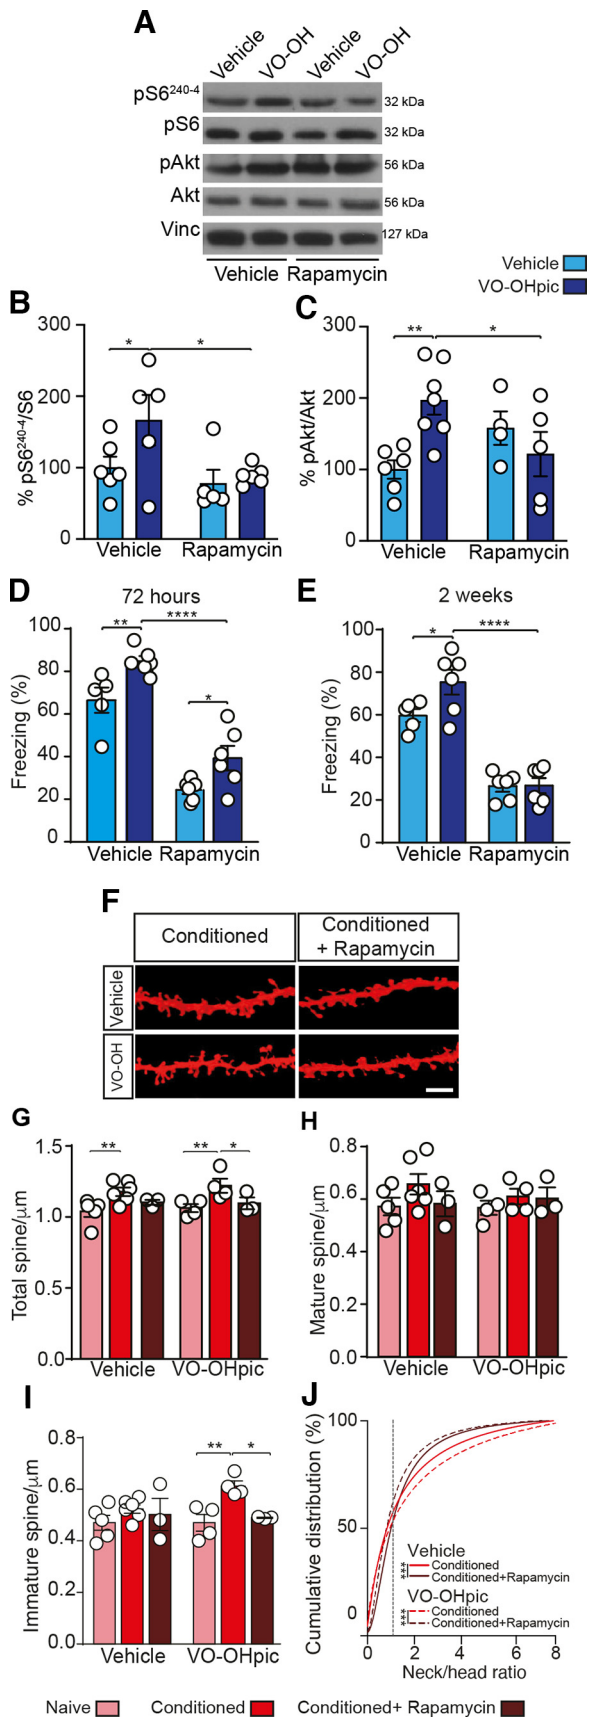 A
Vehicle VO-OH Vehicle VO-OH
pS6240-4 32 kDa
pS6 32 kDa
pAkt 56 kDa
Akt 56 kDa
Vinc 127 kDa
Vehicle Rapamycin
Vehicle
VO-OHpic
B
% pS6240-4/S6
300
200
100
0
* *
Vehicle Rapamycin
C
% pAkt/Akt
300
200
100
0
** *
Vehicle Rapamycin
D
72 hours
Freezing (%)
100
80
60
40
20
0
** ****
*
Vehicle Rapamycin
E
2 weeks
Freezing (%)
100
80
60
40
20
0
* ****
Vehicle Rapamycin
F
Conditioned
Conditioned
+ Rapamycin
Vehicle
VO-OH
G
Total spine/μm
1.5
1.0
0.5
0.0
** ** *
Vehicle VO-OHpic
H
Mature spine/μm
0.8
0.6
0.4
0.2
0.0
Vehicle VO-OHpic
I
Immature spine/μm
0.8
0.6
0.4
0.2
0.0
** *
Vehicle VO-OHpic
J
Cumulative distribution (%)
100
50
0
Vehicle
*** Conditioned
Conditioned+Rapamycin
VO-OHpic
*** Conditioned
Conditioned+Rapamycin
0 2 4 6 8
Neck/head ratio
Naive Conditioned Conditioned+ Rapamycin